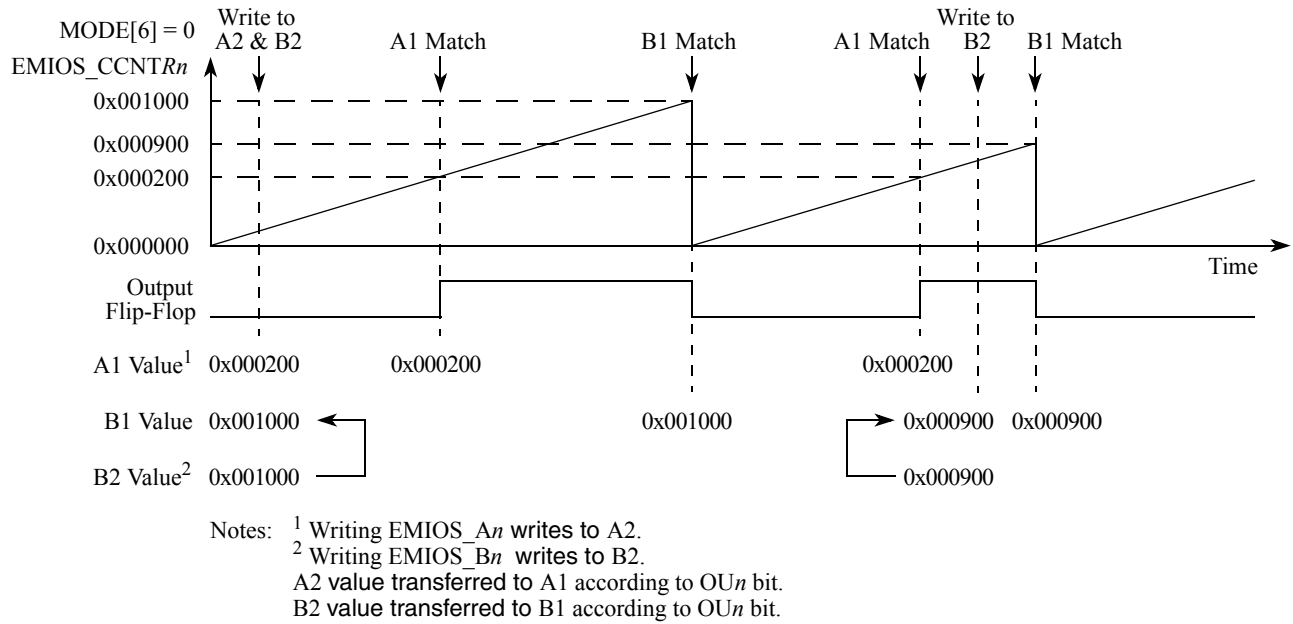 MODE[6] = 0
Write to
A2 & B2
A1 Match
B1 Match
A1 Match
Write to
B2
B1 Match
EMIOS_CCNTRn
0x001000
0x000900
0x000200
0x000000
Time
Output
Flip-Flop
A1 Value1 0x000200 0x000200 0x000200
B1 Value 0x001000 0x001000 0x000900 0x000900
B2 Value2 0x001000 0x000900
Notes: 1 Writing EMIOS_An writes to A2.
2 Writing EMIOS_Bn writes to B2.
A2 value transferred to A1 according to OUn bit.
B2 value transferred to B1 according to OUn bit.